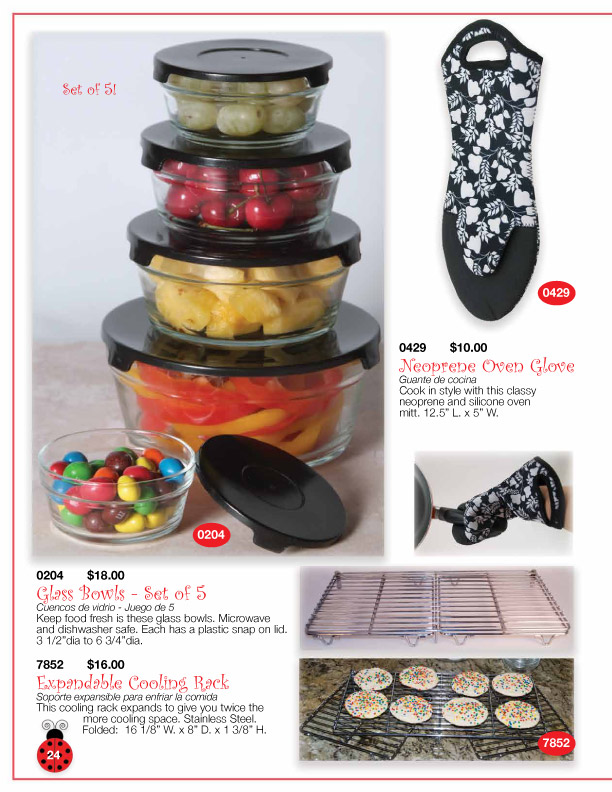 Set of 5!
0204
0204 $18.00
Glass Bowls - Set of 5
Cuencos de vidrio - Juego de 5
Keep food fresh is these glass bowls. Microwave
and dishwasher safe. Each has a plastic snap on lid.
3 1/2”dia to 6 3/4”dia.
7852 $16.00
Expandable Cooling Rack
Soporte expansible para enfriar la comida
This cooling rack expands to give you twice the
more cooling space. Stainless Steel.
Folded: 16 1/8” W. x 8” D. x 1 3/8” H.
24
0429
0429 $10.00
Neoprene Oven Glove
Guante de cocina
Cook in style with this classy
neoprene and silicone oven
mitt. 12.5” L. x 5” W.
7852